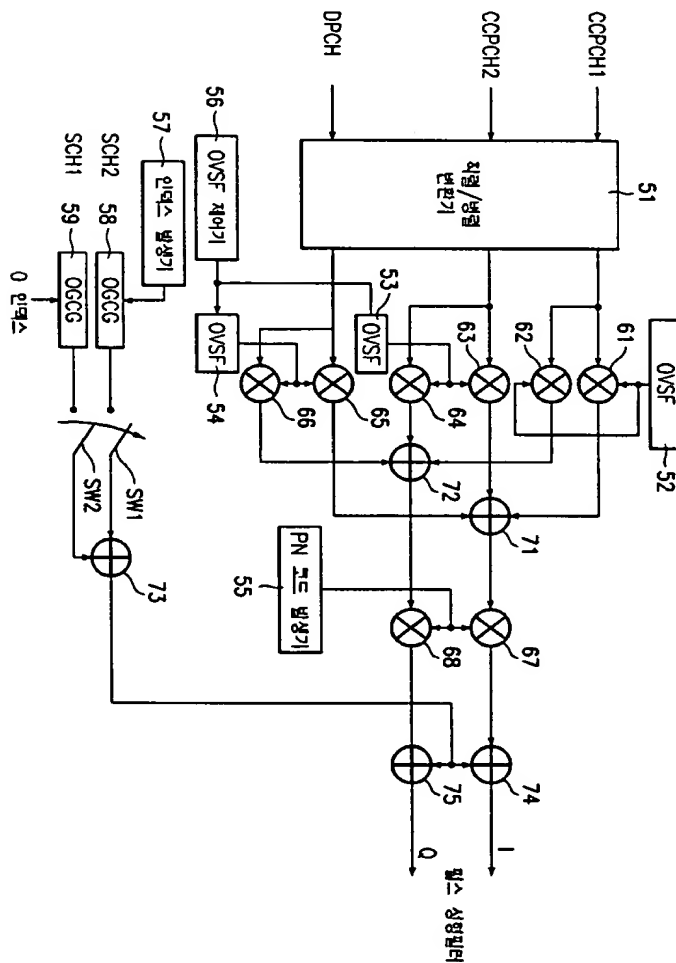 OVSF
52
51
CCPCH1
61
62
CCPCH2
직렬/병렬
변환기
63
71
67
74
I
64
72
68
75
Q
펄스 성형필터
53
OVSF
DPCH
65
66
PN 코드 발생기
55
56
OVSF 제어기
OVSF
54
57
인덱스 발생기
SCH2
58
OGCG
SW1
73
SCH1
59
OGCG
SW2
0 인덱스